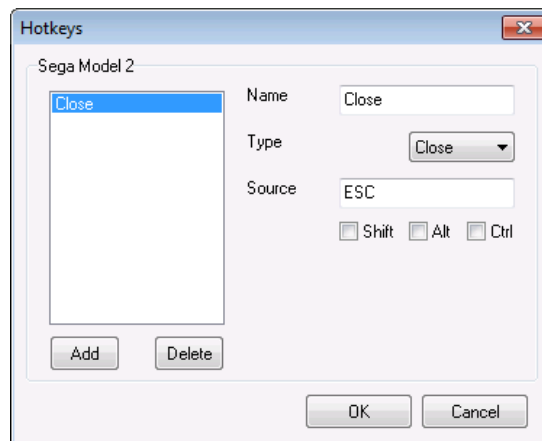 Hotkeys
Sega Model 2
Close
Name
Close
Type
Close
Source
ESC
Shift Alt Ctrl
Add Delete
OK Cancel